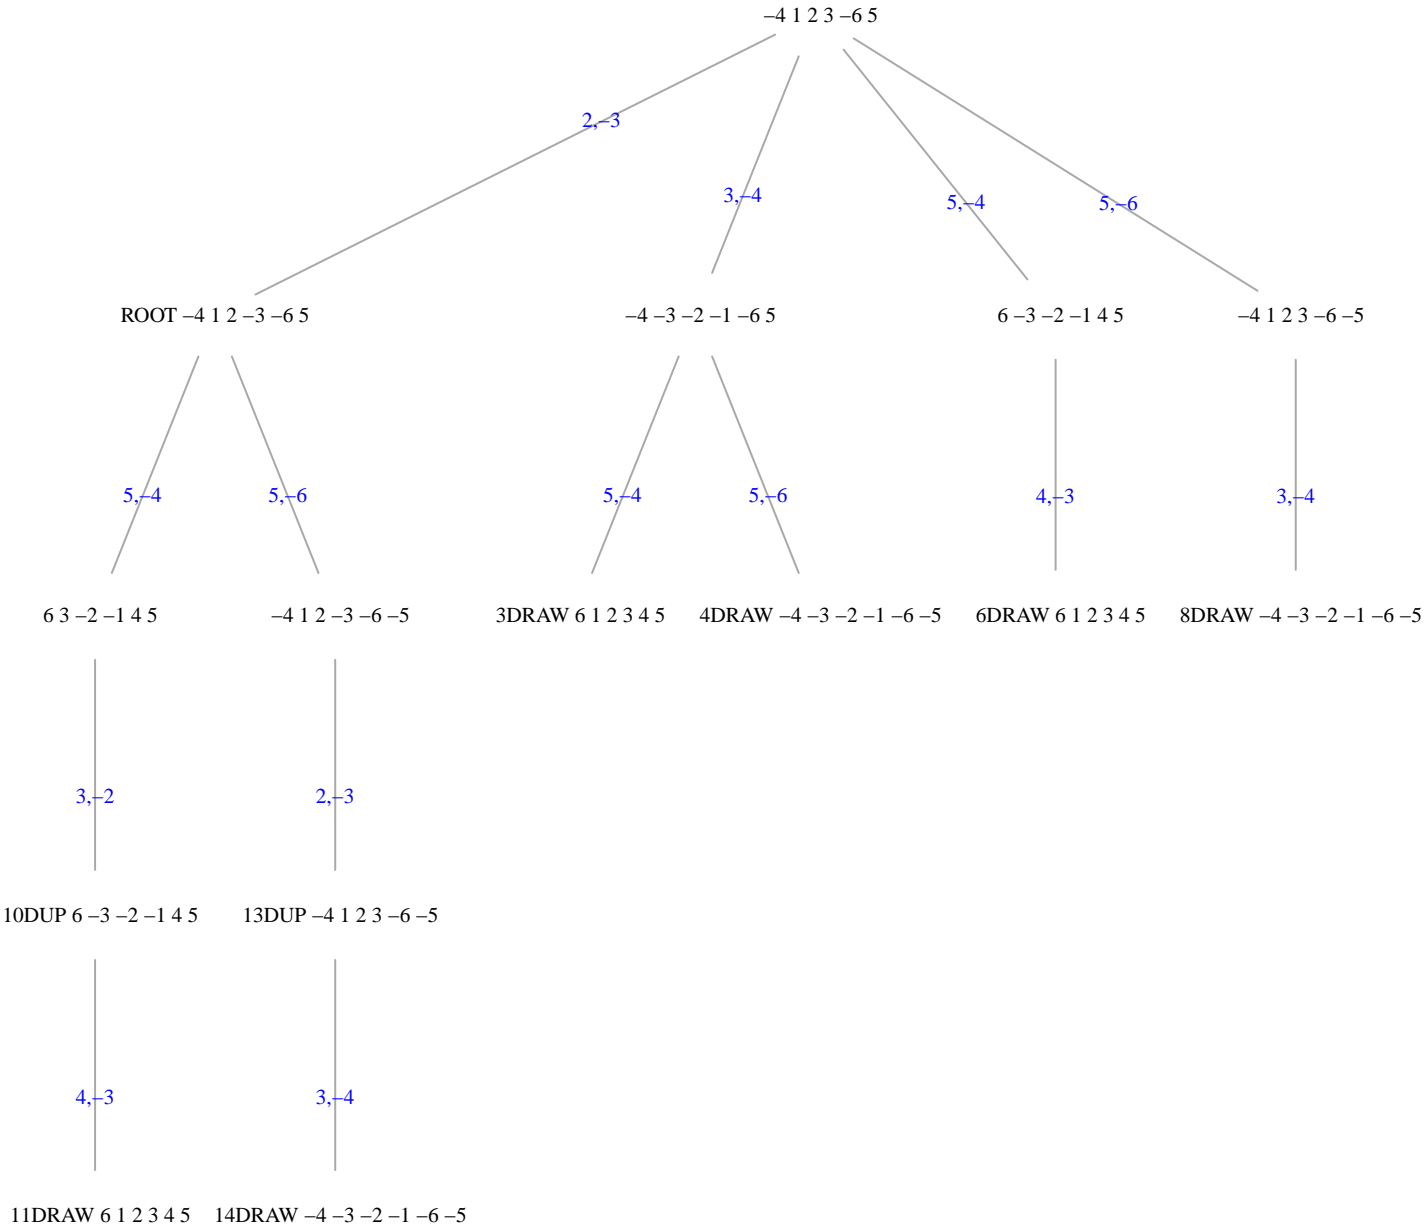 −4 1 2 3 −6 5
2,−3
3,−4
5,−4
5,−6
ROOT −4 1 2 −3 −6 5
−4 −3 −2 −1 −6 5
6 −3 −2 −1 4 5
−4 1 2 3 −6 −5
5,−4
5,−6
5,−4
5,−6
4,−3
3,−4
6 3 −2 −1 4 5
−4 1 2 −3 −6 −5
3DRAW 6 1 2 3 4 5
4DRAW −4 −3 −2 −1 −6 −5
6DRAW 6 1 2 3 4 5
8DRAW −4 −3 −2 −1 −6 −5
3,−2
2,−3
10DUP 6 −3 −2 −1 4 5
13DUP −4 1 2 3 −6 −5
4,−3
3,−4
11DRAW 6 1 2 3 4 5
14DRAW −4 −3 −2 −1 −6 −5